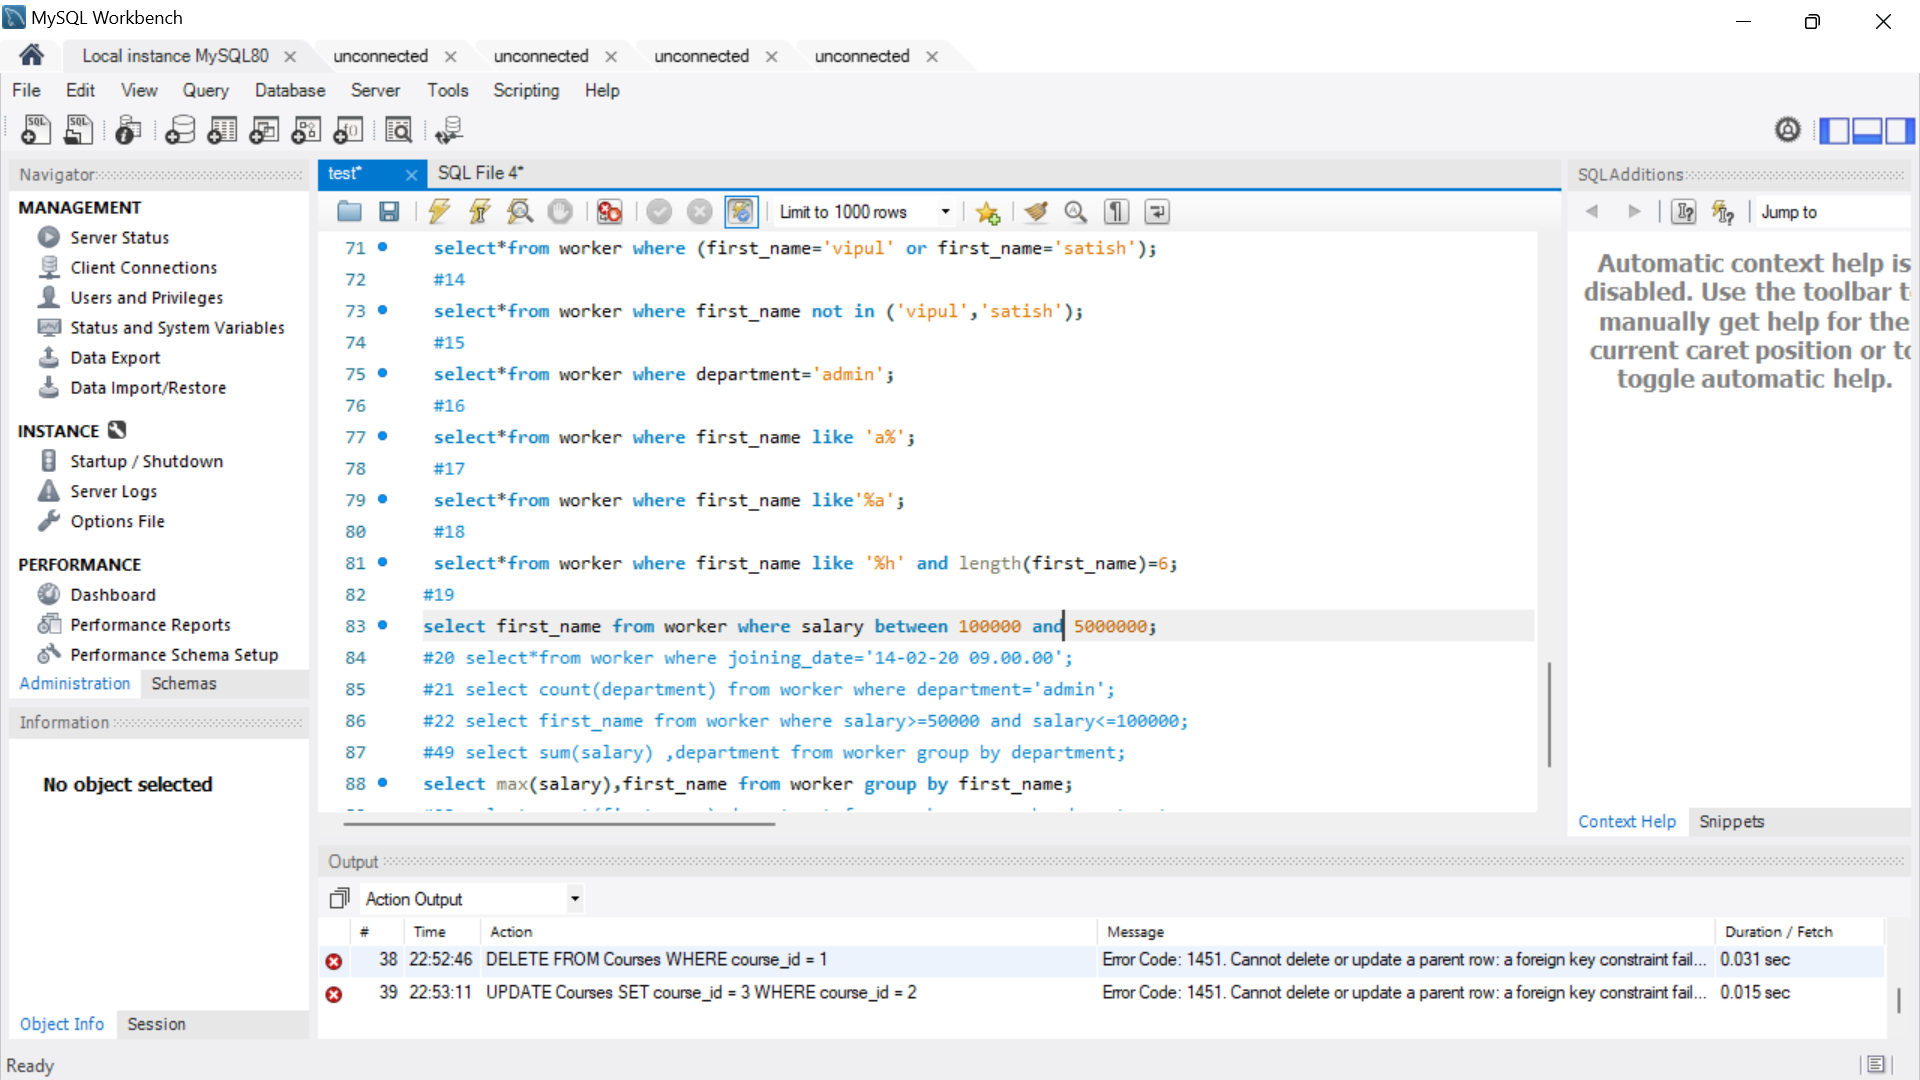 MySQL Workbench
Local instance MySQL80
unconnected
unconnected
unconnected
unconnected
File Edit View Query Database Server Tools Scripting Help
Navigator
MANAGEMENT
Server Status
Client Connections
Users and Privileges
Status and System Variables
Data Export
Data Import/Restore
INSTANCE
Startup / Shutdown
Server Logs
Options File
PERFORMANCE
Dashboard
Performance Reports
Performance Schema Setup
Administration Schemas
Information
No object selected
Object Info Session
test*
SQL File 4*
Limit to 1000 rows
71 select*from worker where (first_name='vipul' or first_name='satish');
72 #14
73 select*from worker where first_name not in ('vipul','satish');
74 #15
75 select*from worker where department='admin';
76 #16
77 select*from worker where first_name like 'a%';
78 #17
79 select*from worker where first_name like'%a';
80 #18
81 select*from worker where first_name like '%h' and length(first_name)=6;
82 #19
83 select first_name from worker where salary between 100000 and 5000000;
84 #20 select*from worker where joining_date='14-02-20 09.00.00';
85 #21 select count(department) from worker where department='admin';
86 #22 select first_name from worker where salary>=50000 and salary<=100000;
87 #49 select sum(salary) ,department from worker group by department;
88 select max(salary),first_name from worker group by first_name;
SQLAdditions
Jump to
Automatic context help is
disabled. Use the toolbar
manually get help for the
current caret position or
toggle automatic help.
Context Help Snippets
Output
Action Output
# Time Action Message Duration / Fetch
38 22:52:46 DELETE FROM Courses WHERE course_id = 1 Error Code: 1451. Cannot delete or update a parent row: a foreign key constraint fail... 0.031 sec
39 22:53:11 UPDATE Courses SET course_id = 3 WHERE course_id = 2 Error Code: 1451. Cannot delete or update a parent row: a foreign key constraint fail... 0.015 sec
Ready